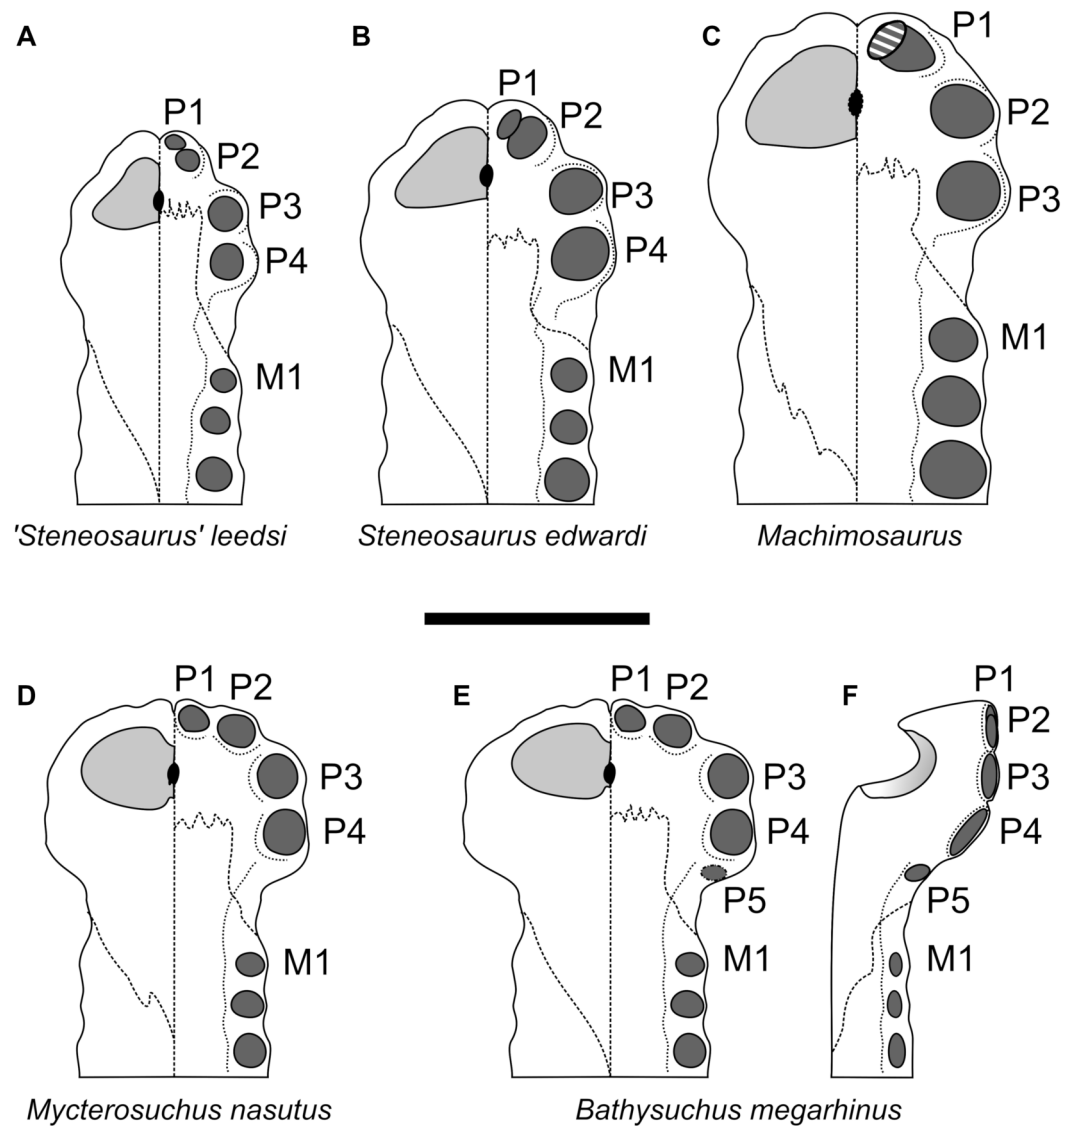 A
P1
P2
P3
P4
M1
'Steneosaurus' leedsi
B
P1
P2
P3
P4
M1
Steneosaurus edwardi
C
P1
P2
P3
M1
Machimosaurus
D
P1
P2
P3
P4
M1
Mycterosuchus nasutus
E
P1
P2
P3
P4
P5
M1
F
P1
P2
P3
P4
P5
M1
Bathysuchus megarhinus